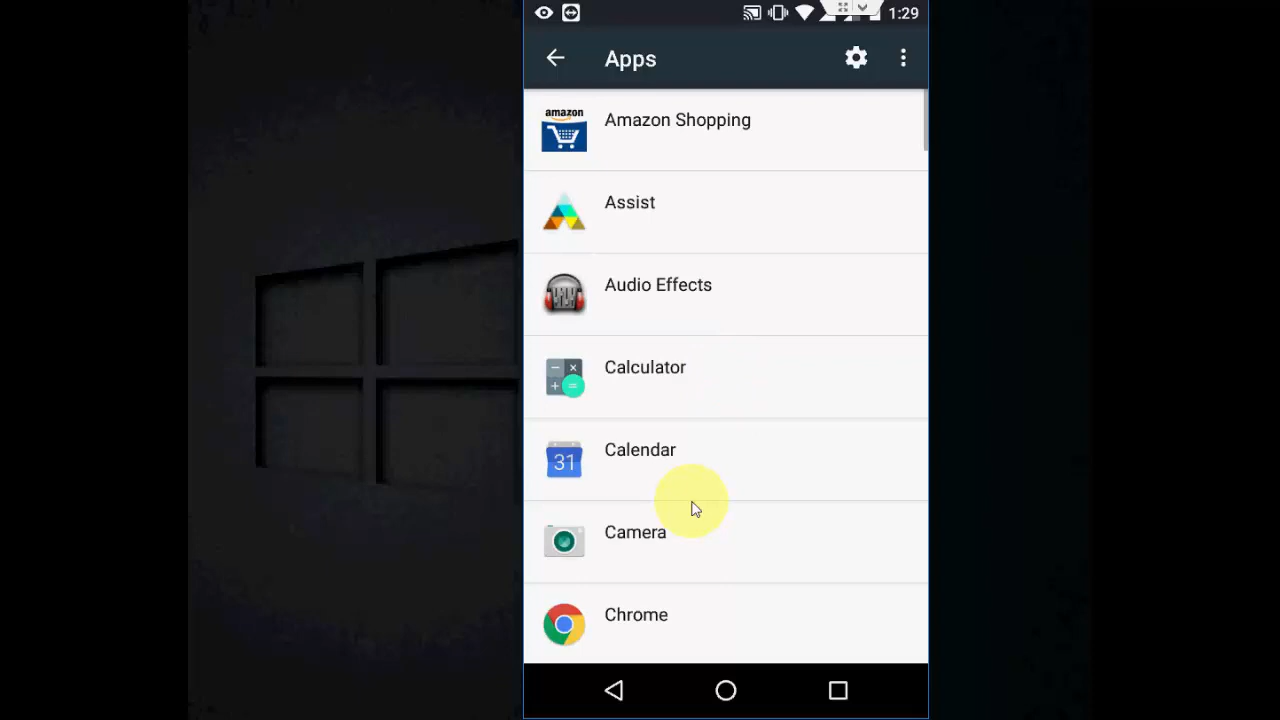 1:29
Apps
amazon
Amazon Shopping
Assist
Audio Effects
Calculator
31
Calendar
Camera
Chrome